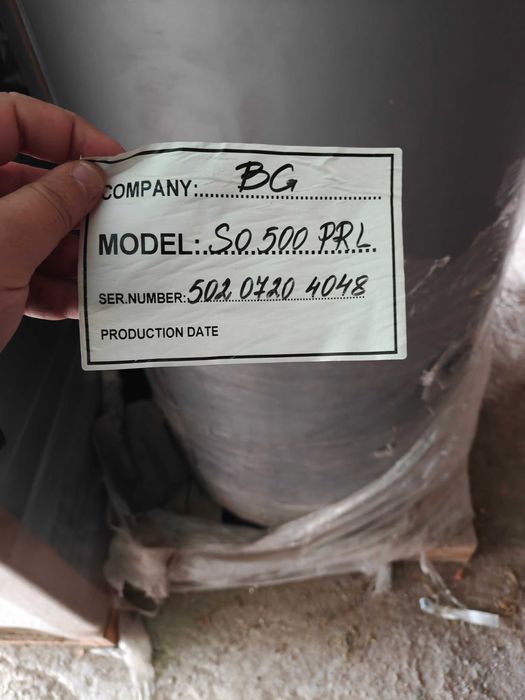 COMPANY: BG
MODEL: SO 500 PRL
SER.NUMBER: 502 0720 4048
PRODUCTION DATE